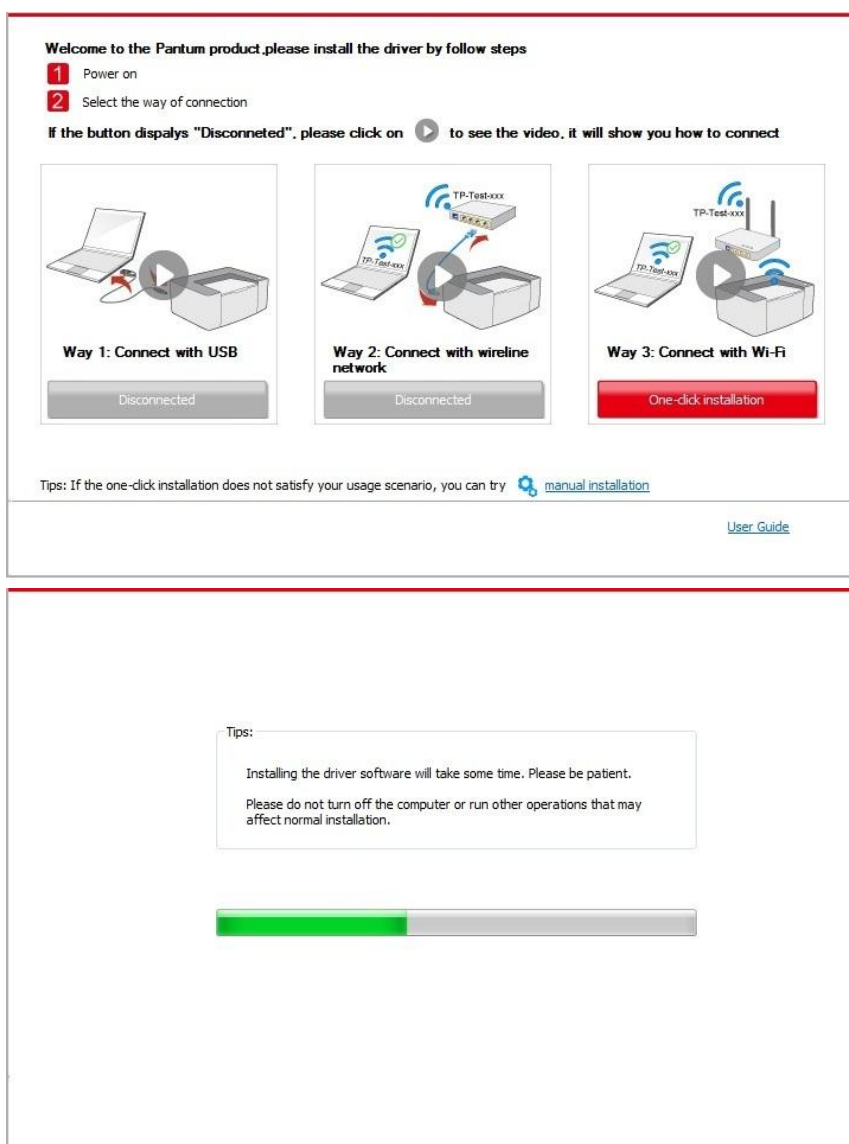 Welcome to the Pantum product,please install the driver by follow steps
1 Power on
2 Select the way of connection
If the button dispalys "Disconneted", please click on to see the video, it will show you how to connect
TP-Test-xxx
TP-Test-xxx
TP-Test-xxx
TP-Test-xxx
Way 1: Connect with USB
Way 2: Connect with wireline
network
Way 3: Connect with Wi-Fi
Disconnected
Disconnected
One-click installation
Tips: If the one-click installation does not satisfy your usage scenario, you can try manual installation
User Guide
Tips:
Installing the driver software will take some time. Please be patient.
Please do not turn off the computer or run other operations that may
affect normal installation.